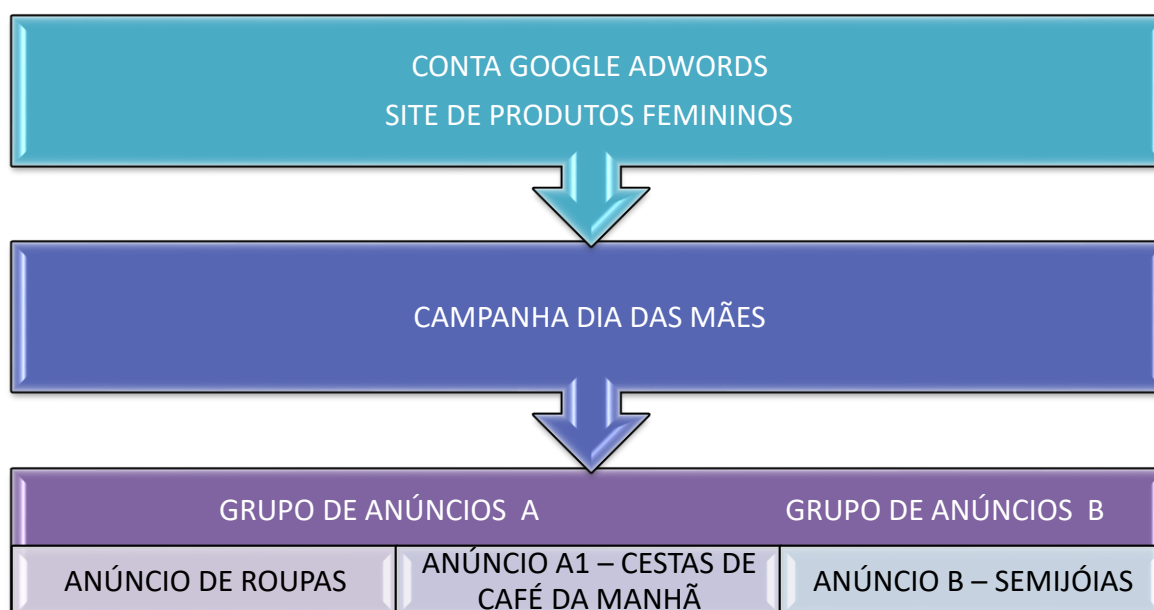 CONTA GOOGLE ADWORDS
SITE DE PRODUTOS FEMININOS
CAMPANHA DIA DAS MÃES
GRUPO DE ANÚNCIOS A
GRUPO DE ANÚNCIOS B
ANÚNCIO DE ROUPAS
ANÚNCIO A1 – CESTAS DE
CAFÉ DA MANHÃ
ANÚNCIO B – SEMIJÓIAS